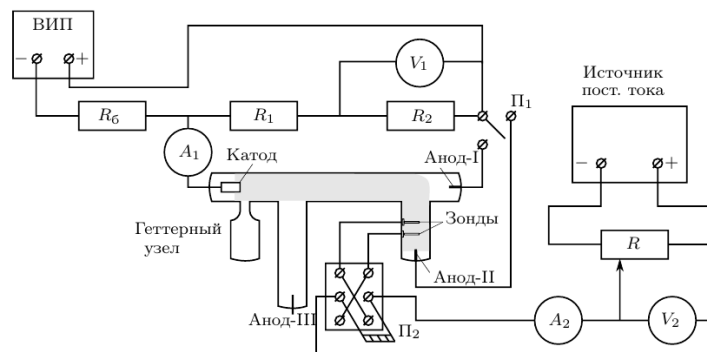 ВИП
− +
V₁
Источник
пост. тока
Rб
R₁
R₂
П₁
− +
A₁
Катод
Анод-I
Геттерный
узел
Зонды
R
Анод-II
Анод-III
П₂
A₂
V₂